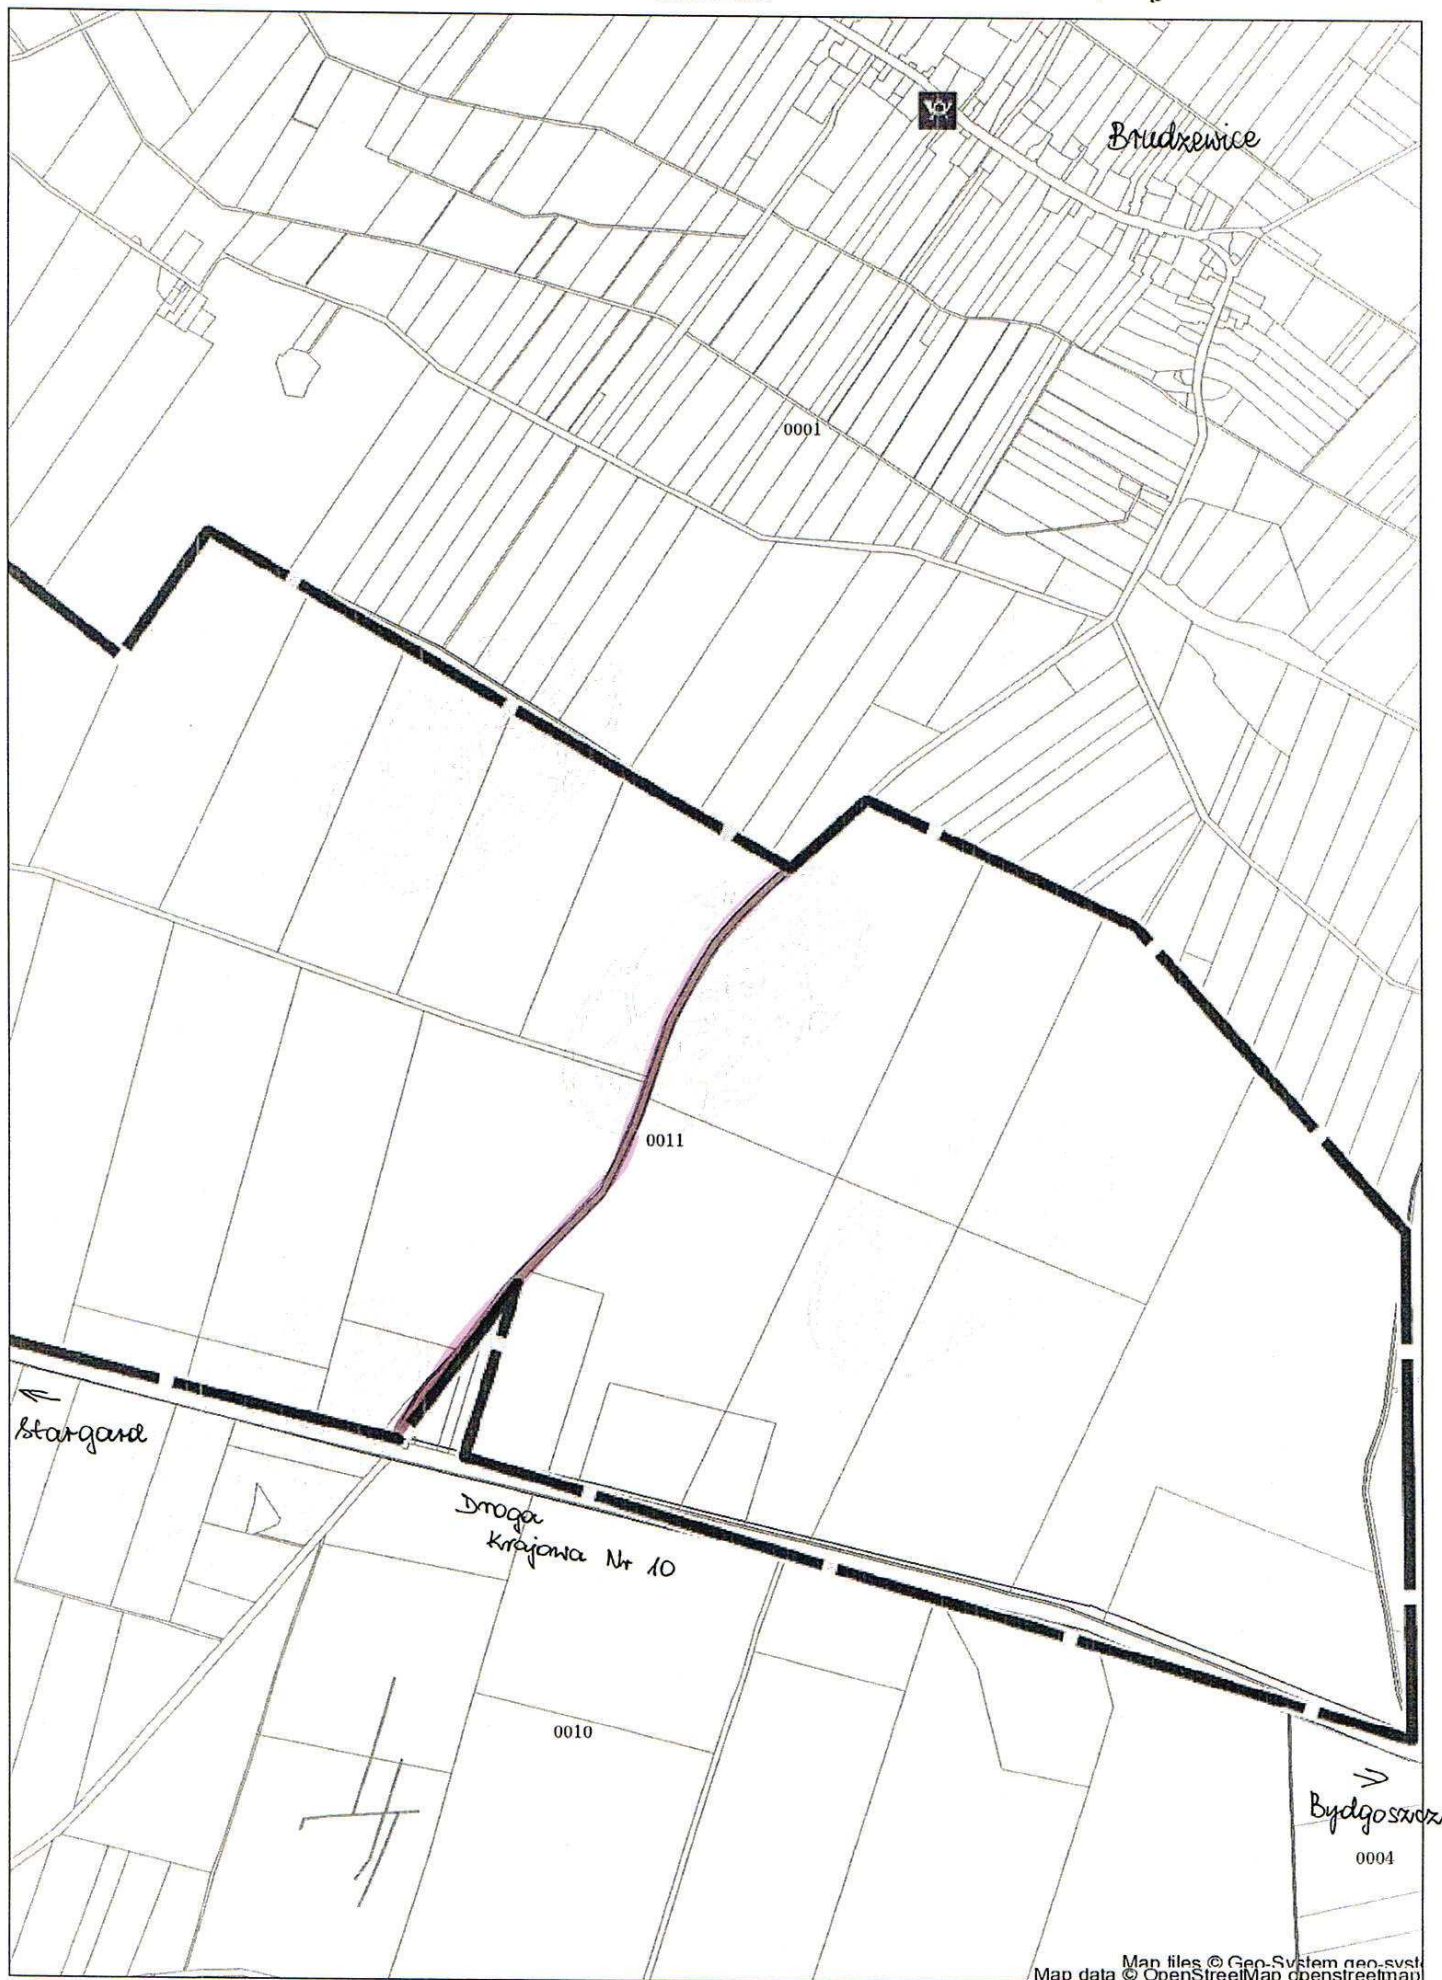 Brudzewice
0001
0011
Stargard
Droga
Krajowa Nr 10
0010
Bydgoszcz
0004
Map tiles © Geo-System geo-syst
Map data © OpenStreetMap openstreetmap